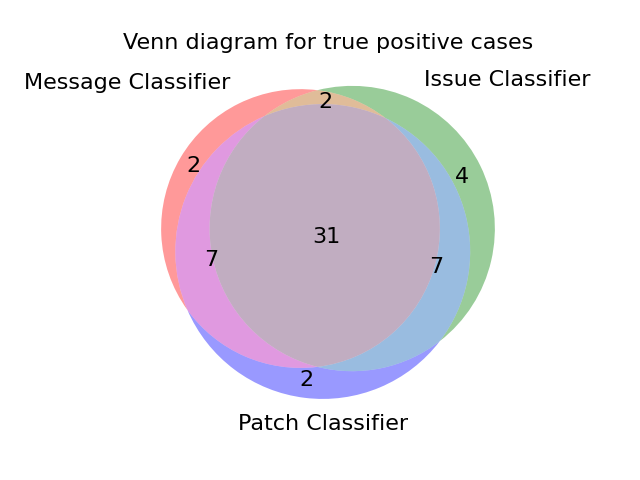 Venn diagram for true positive cases
Message Classifier
Issue Classifier
2
2
4
31
7
7
2
Patch Classifier